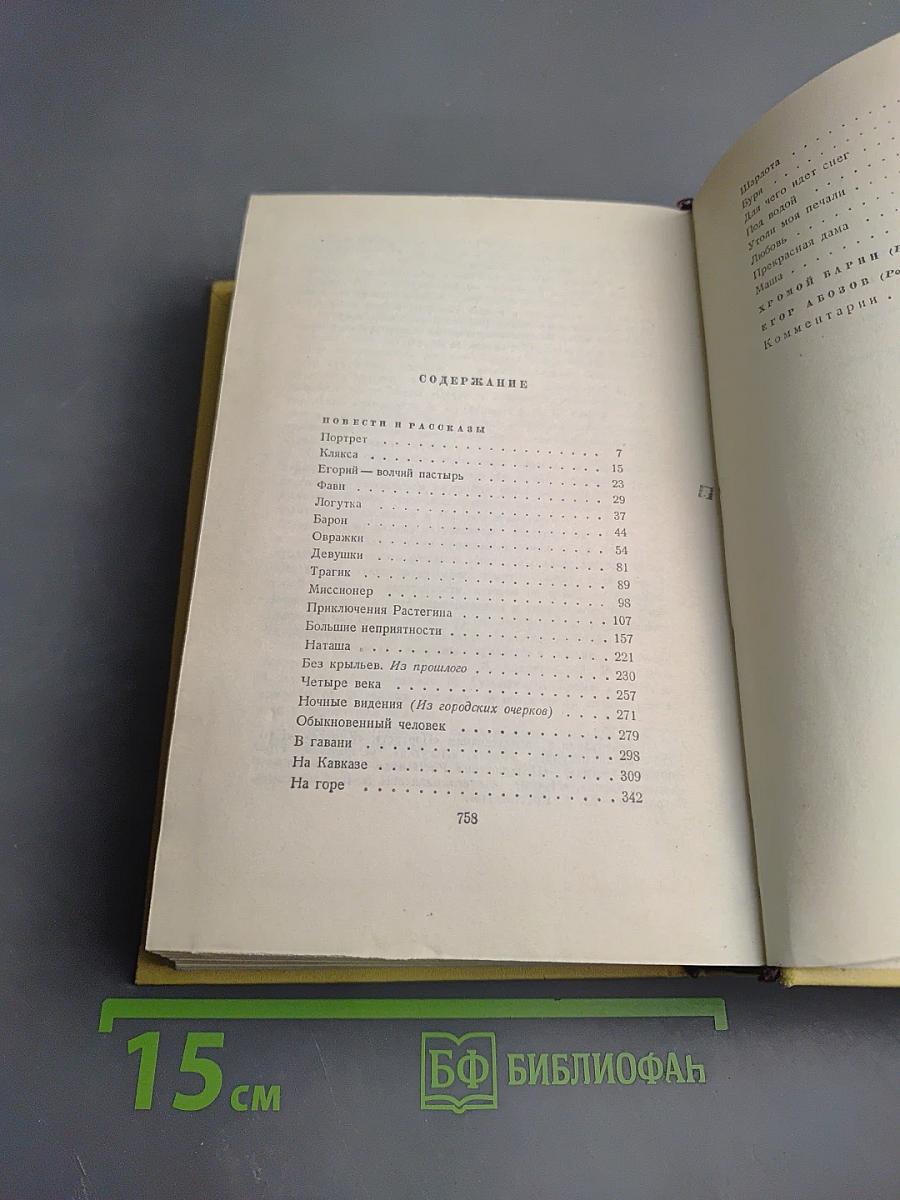 СОДЕРЖАНИЕ
ПОВЕСТИ И РАССКАЗЫ
Портрет . . . . . . . . . . . . . . . . 7
Клякса . . . . . . . . . . . . . . . . 15
Егорий — волчий пастырь . . . . . . . . . 23
Фавн . . . . . . . . . . . . . . . . 29
Логутка . . . . . . . . . . . . . . . . 37
Барон . . . . . . . . . . . . . . . . 44
Овражки . . . . . . . . . . . . . . . . 54
Девушки . . . . . . . . . . . . . . . . 81
Трагик . . . . . . . . . . . . . . . . 89
Миссионер . . . . . . . . . . . . . . . 98
Приключения Растегина . . . . . . . . . . 107
Большие неприятности . . . . . . . . . . . 157
Наташа . . . . . . . . . . . . . . . . 221
Без крыльев. Из прошлого . . . . . . . . . 230
Четыре века . . . . . . . . . . . . . . 257
Ночные видения (Из городских очерков) . . . . 271
Обыкновенный человек . . . . . . . . . . 279
В гавани . . . . . . . . . . . . . . . 298
На Кавказе . . . . . . . . . . . . . . . 309
На горе . . . . . . . . . . . . . . . . 342
758
Шарлота . . . . . .
Буря . . . . . .
Для чего идет снег . . .
Под водой . . . . .
Утоли моя печали . . .
Любовь . . . . . .
Прекрасная дама . . .
Маша . . . . . .
ХРОМОЙ БАРИН
ЕГОР АБОЗОВ (Ро
Комментарии .
15 см
БФ БИБЛИОФАН